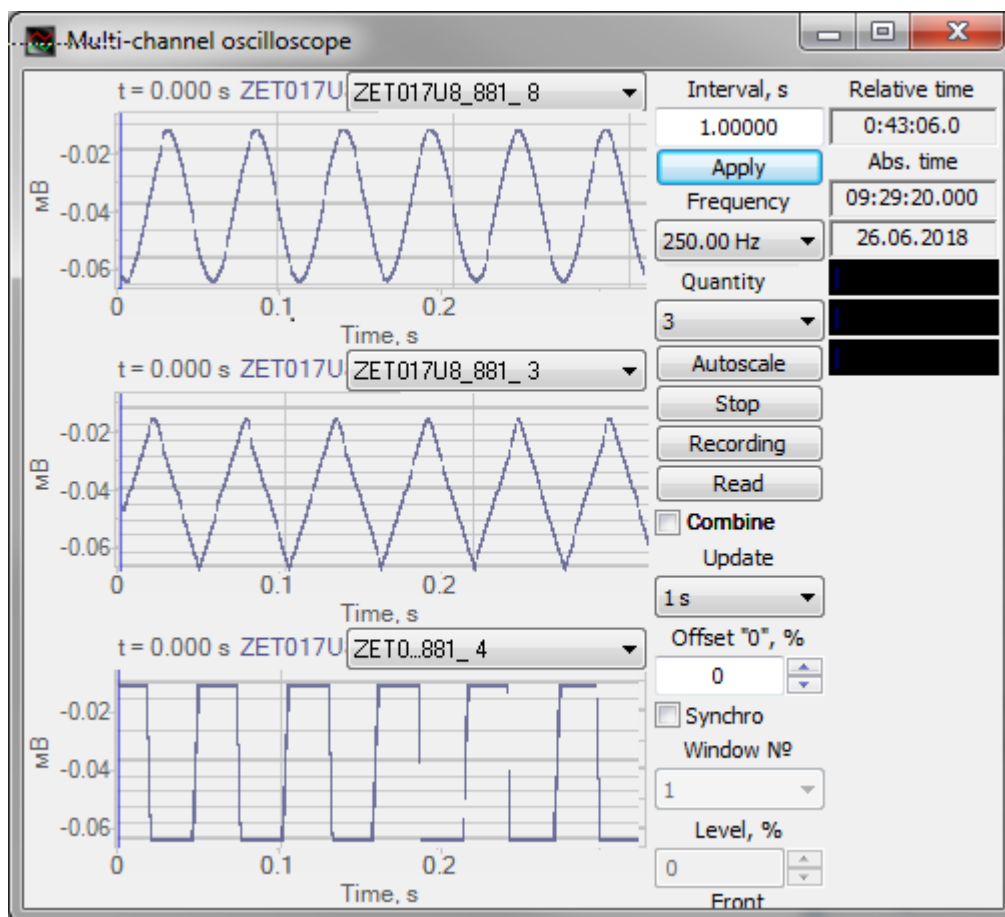 Multi-channel oscilloscope
t = 0.000 s ZET017U ZET017U8_881_ 8
-0.02
-0.04
-0.06
мВ
0 0.1 0.2
Time, s
t = 0.000 s ZET017U ZET017U8_881_ 3
-0.02
-0.04
-0.06
мВ
0 0.1 0.2
Time, s
t = 0.000 s ZET017U ZET0...881_ 4
-0.02
-0.04
-0.06
мВ
0 0.1 0.2
Time, s
Interval, s
1.00000
Apply
Frequency
250.00 Hz
Quantity
3
Autoscale
Stop
Recording
Read
Combine
Update
1 s
Offset "0", %
0
Synchro
Window №
1
Level, %
0
Front
Relative time
0:43:06.0
Abs. time
09:29:20.000
26.06.2018